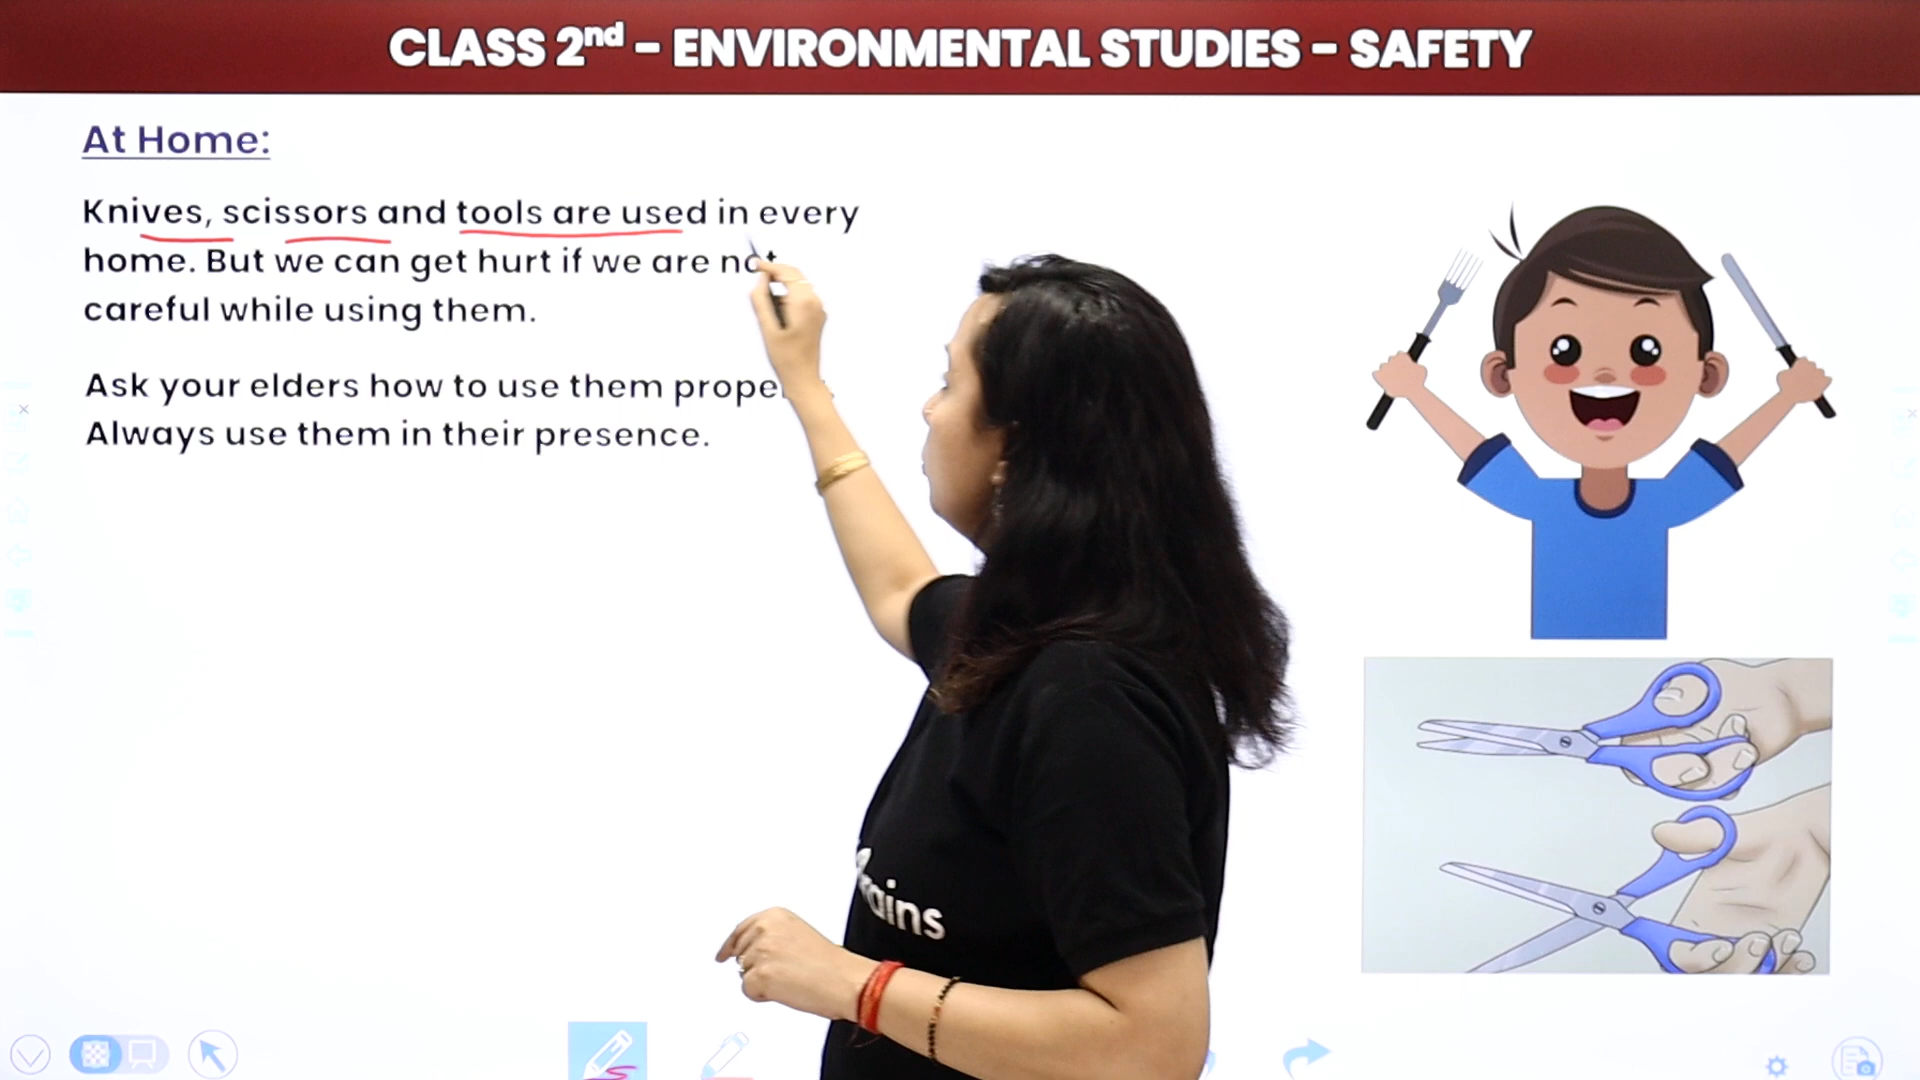 CLASS 2nd - ENVIRONMENTAL STUDIES - SAFETY
At Home:
Knives, scissors and tools are used in every
home. But we can get hurt if we are not
careful while using them.
Ask your elders how to use them
Always use them in their presence.